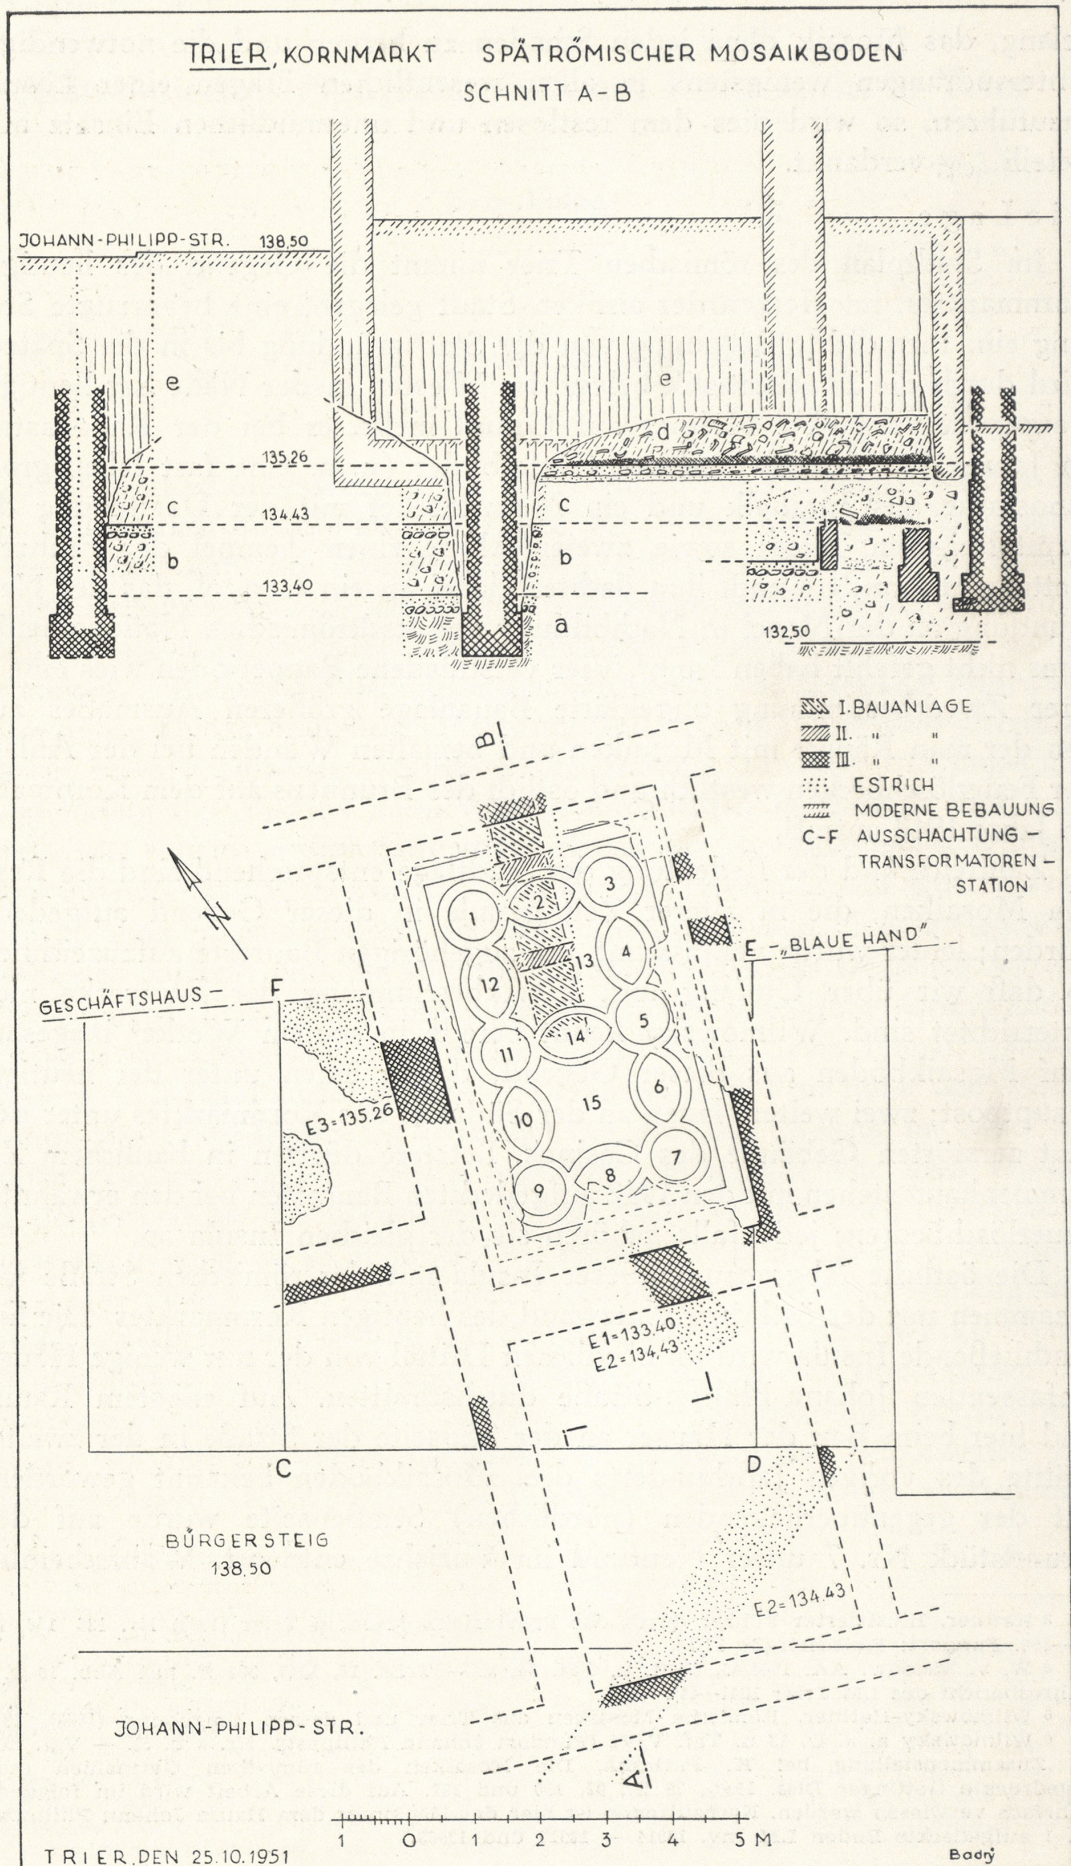 TRIER, KORNMARKT SPÄTRÖMISCHER MOSAIKBODEN
SCHNITT A-B
JOHANN-PHILIPP-STR. 138,50
e
e
d
135,26
c
c
134,43
b
b
133,40
a
132,50
I. BAUANLAGE
II. " "
III. " "
ESTRICH
MODERNE BEBAUUNG
C-F AUSSCHACHTUNG-
TRANSFORMATOREN-
STATION
B
N
1
2
3
4
5
6
7
8
9
10
11
12
13
14
15
E -„BLAUE HAND"
GESCHÄFTSHAUS- F
E3=135.26
E1=133.40
E2=134,43
C
D
BÜRGERSTEIG
138,50
E2=134.43
JOHANN-PHILIPP-STR.
A
1 0 1 2 3 4 5 M
TRIER, DEN 25.10.1951
Badrÿ